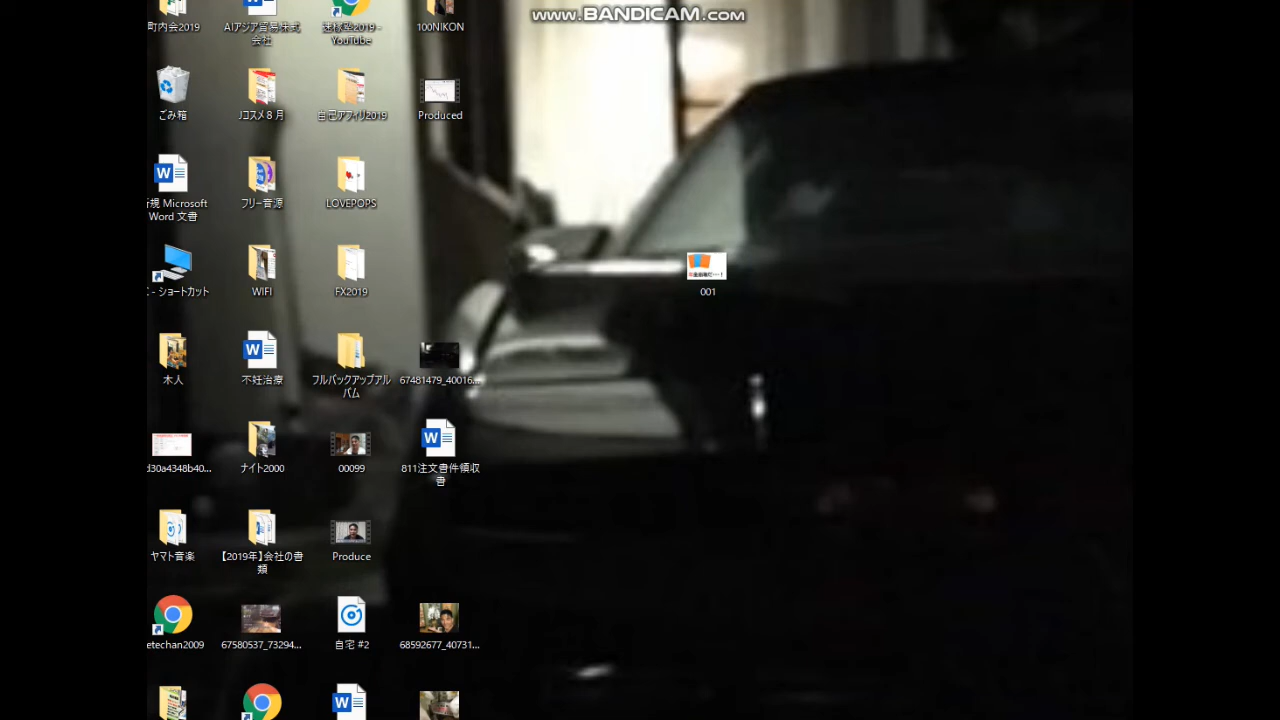 www.BANDICAM.com
町内会2019
AIアジア貿易株式
会社
速様塾2019 -
YouTube
100NIKON
ごみ箱
Jコスメ８月
自己アフィリ2019
Produced
新規 Microsoft
Word 文書
フリー音源
LOVEPOPS
C - ショートカット
WIFI
FX2019
001
木人
不妊治療
フルバックアップアル
バム
67481479_40016...
d30a4348b40...
ナイト2000
00099
811注文書件領収
書
ヤマト音楽
【2019年】会社の書
類
Produce
etechan2009
67580537_73294...
自宅 #2
68592677_40731...